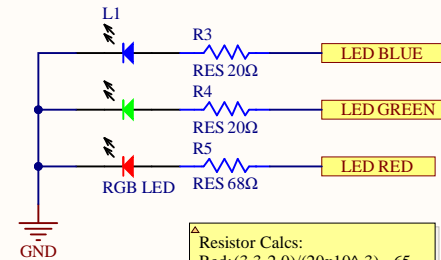 L1
R3
LED BLUE
RES 20Ω
R4
LED GREEN
RES 20Ω
R5
LED RED
RGB LED
RES 68Ω
GND
Resistor Calcs: